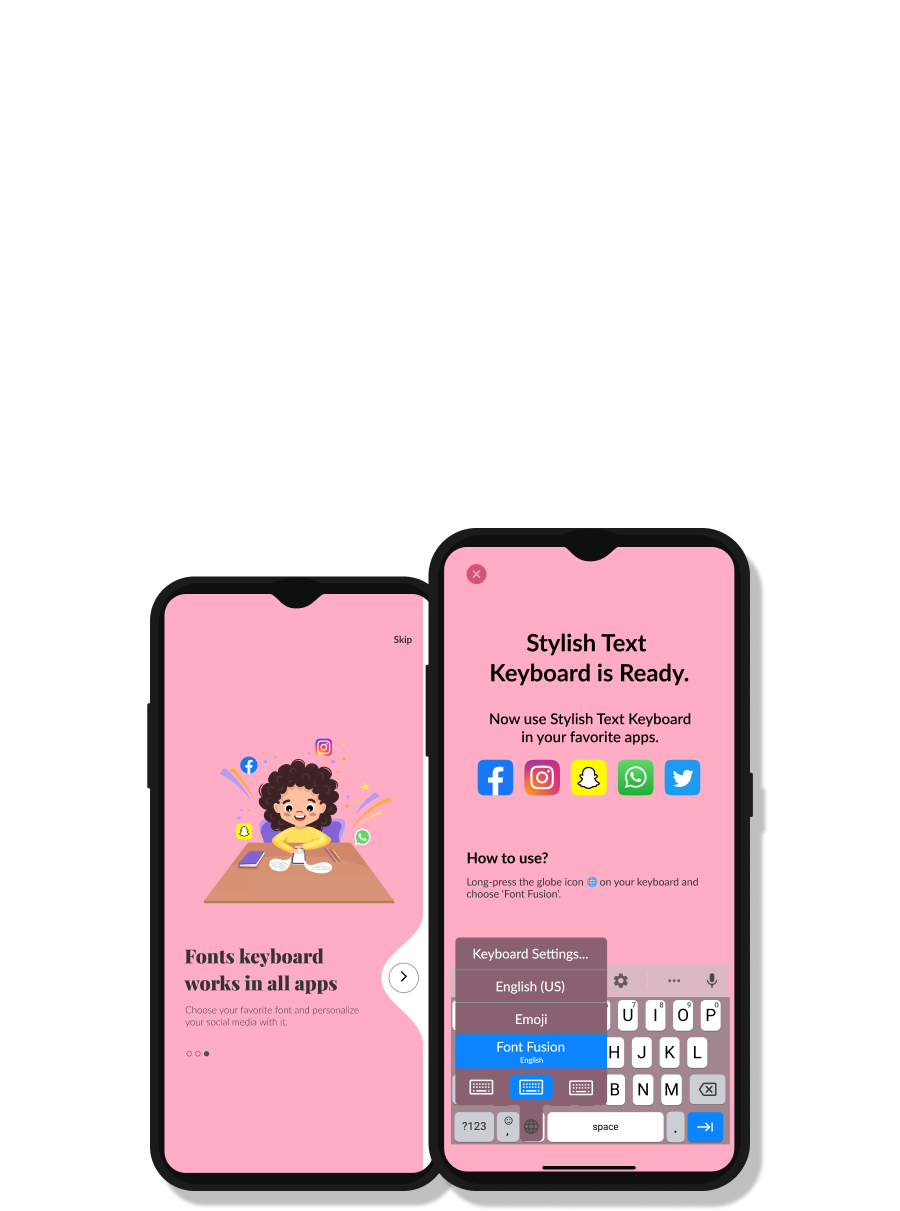 Skip
Fonts keyboard
works in all apps
Choose your favorite font and personalize
your social media with it.
Stylish Text
Keyboard is Ready.
Now use Stylish Text Keyboard
in your favorite apps.
How to use?
Long-press the globe icon 🌐 on your keyboard and
choose ‘Font Fusion’.
Keyboard Settings...
English (US)
Emoji
Font Fusion
English
7 8 9 0
U I O P
H J K L
B N M
?123 , space .